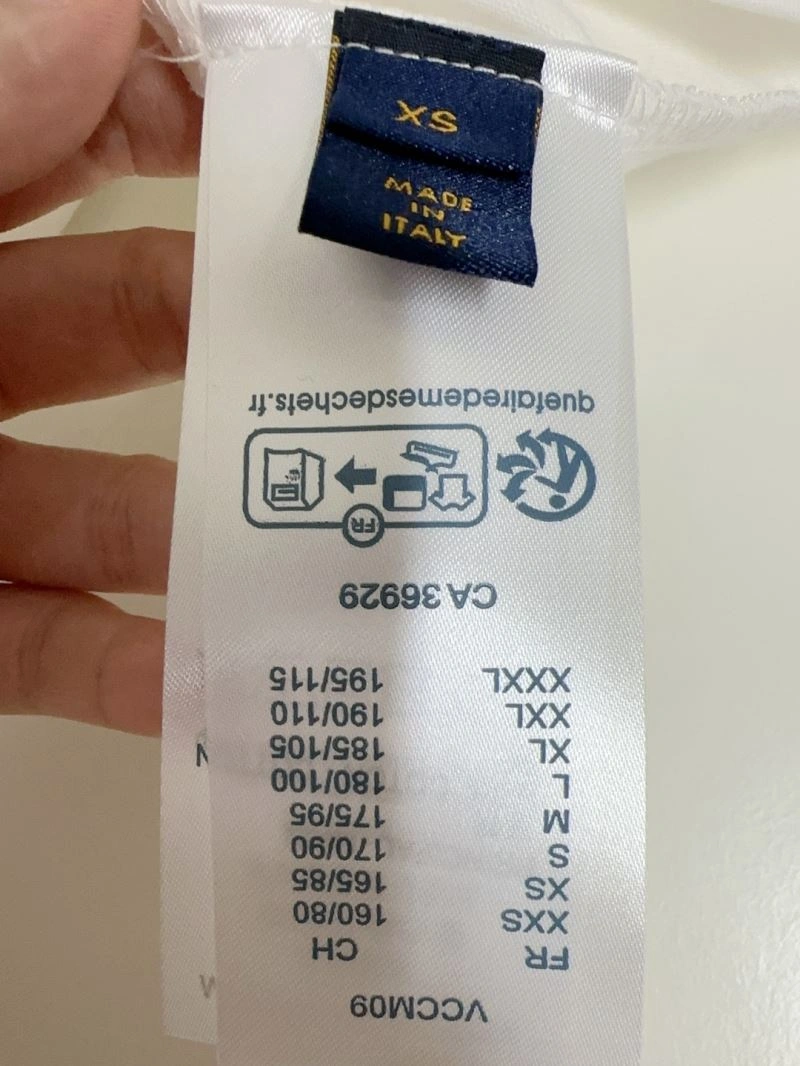 XS
MADE
IN
ITALY
VCCM09
FR CH
XXS 160/80
XS 165/85
S 170/90
M 175/95
L 180/100
XL 185/105
XXL 190/110
XXXL 195/115
CA 36929
FR
quefairedemesdechets.fr